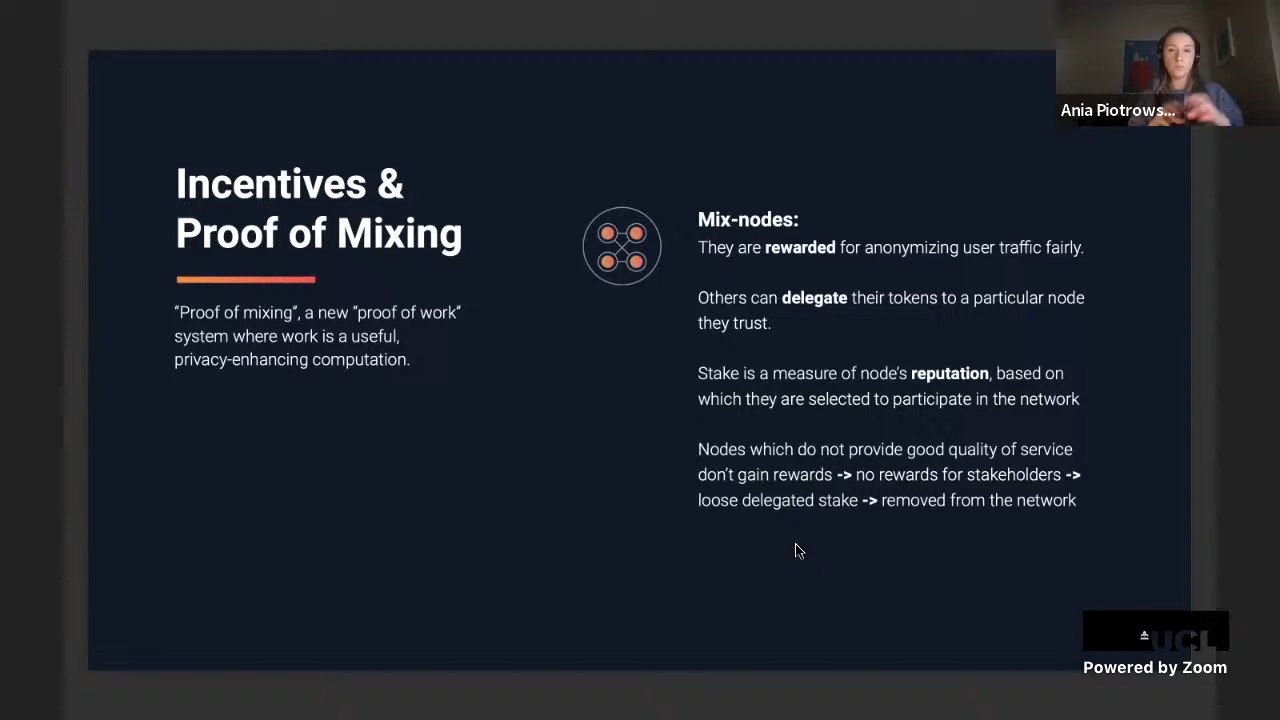 Ania Piotrows...
Incentives &
Proof of Mixing
“Proof of mixing”, a new “proof of work”
system where work is a useful,
privacy-enhancing computation.
Mix-nodes:
They are rewarded for anonymizing user traffic fairly.
Others can delegate their tokens to a particular node
they trust.
Stake is a measure of node’s reputation, based on
which they are selected to participate in the network
Nodes which do not provide good quality of service
don’t gain rewards -> no rewards for stakeholders ->
loose delegated stake -> removed from the network
UCL
Powered by Zoom